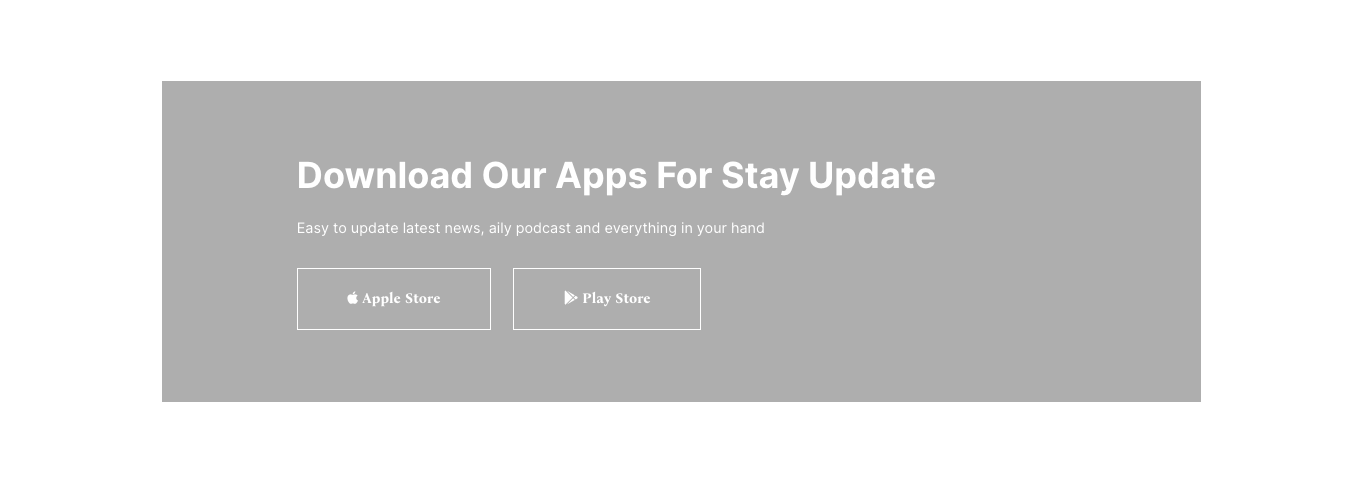 Download Our Apps For Stay Update
Easy to update latest news, aily podcast and everything in your hand
Apple Store
Play Store